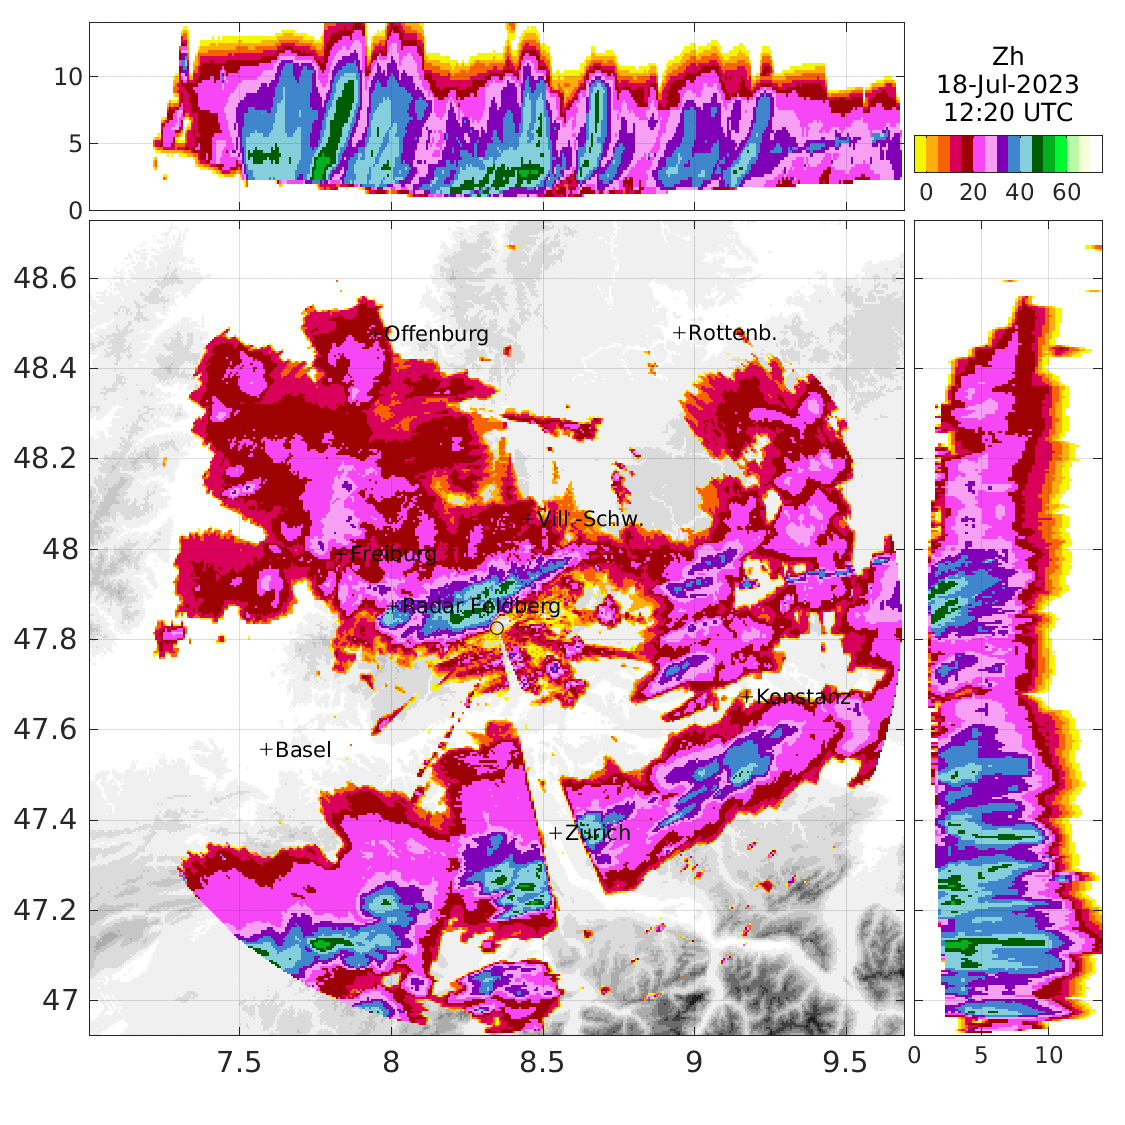 10
5
0
Zh
18-Jul-2023
12:20 UTC
0 20 40 60
48.6
48.4
48.2
48
47.8
47.6
47.4
47.2
47
+Offenburg
+Rottenb.
+Vill.-Schw.
+Freiburg
+Radar Feldberg
+Konstanz
+Basel
+Zürich
7.5 8 8.5 9 9.5
0 5 10